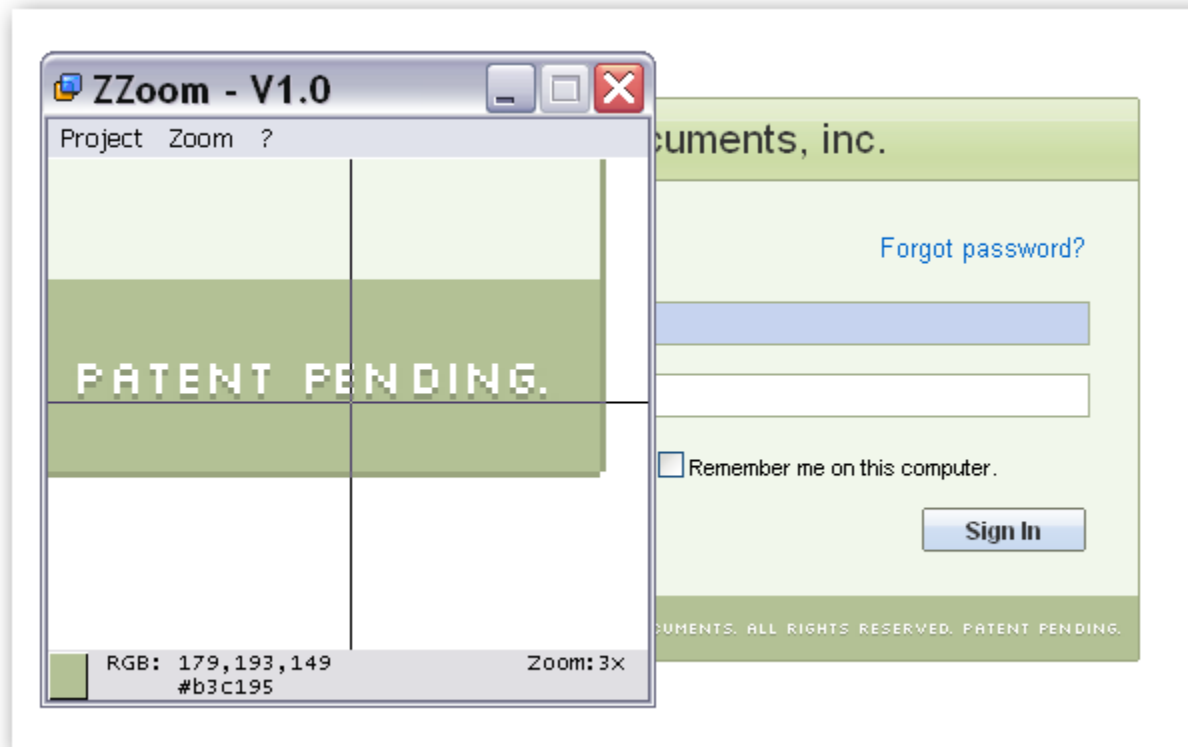 ZZoom - V1.0
Project Zoom ?
PATENT PENDING.
RGB: 179,193,149 Zoom:3x
#b3c195
cuments, inc.
Forgot password?
Remember me on this computer.
Sign In
CUMENTS. ALL RIGHTS RESERVED. PATENT PENDING.